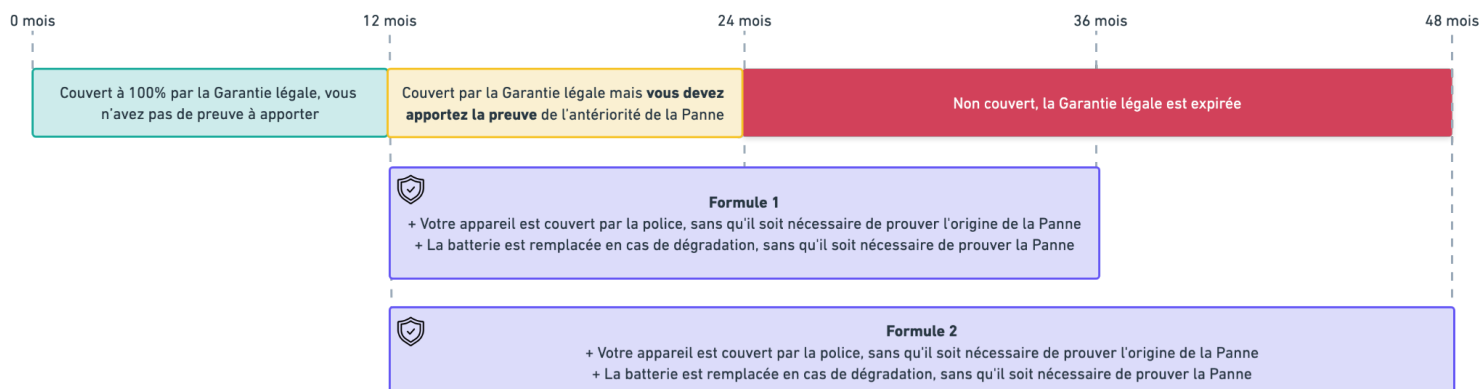 0 mois
12 mois
24 mois
36 mois
48 mois
Couvert à 100% par la Garantie légale, vous
n'avez pas de preuve à apporter
Couvert par la Garantie légale mais vous devez
apportez la preuve de l'antériorité de la Panne
Non couvert, la Garantie légale est expirée
Formule 1
+ Votre appareil est couvert par la police, sans qu'il soit nécessaire de prouver l'origine de la Panne
+ La batterie est remplacée en cas de dégradation, sans qu'il soit nécessaire de prouver la Panne
Formule 2
+ Votre appareil est couvert par la police, sans qu'il soit nécessaire de prouver l'origine de la Panne
+ La batterie est remplacée en cas de dégradation, sans qu'il soit nécessaire de prouver la Panne